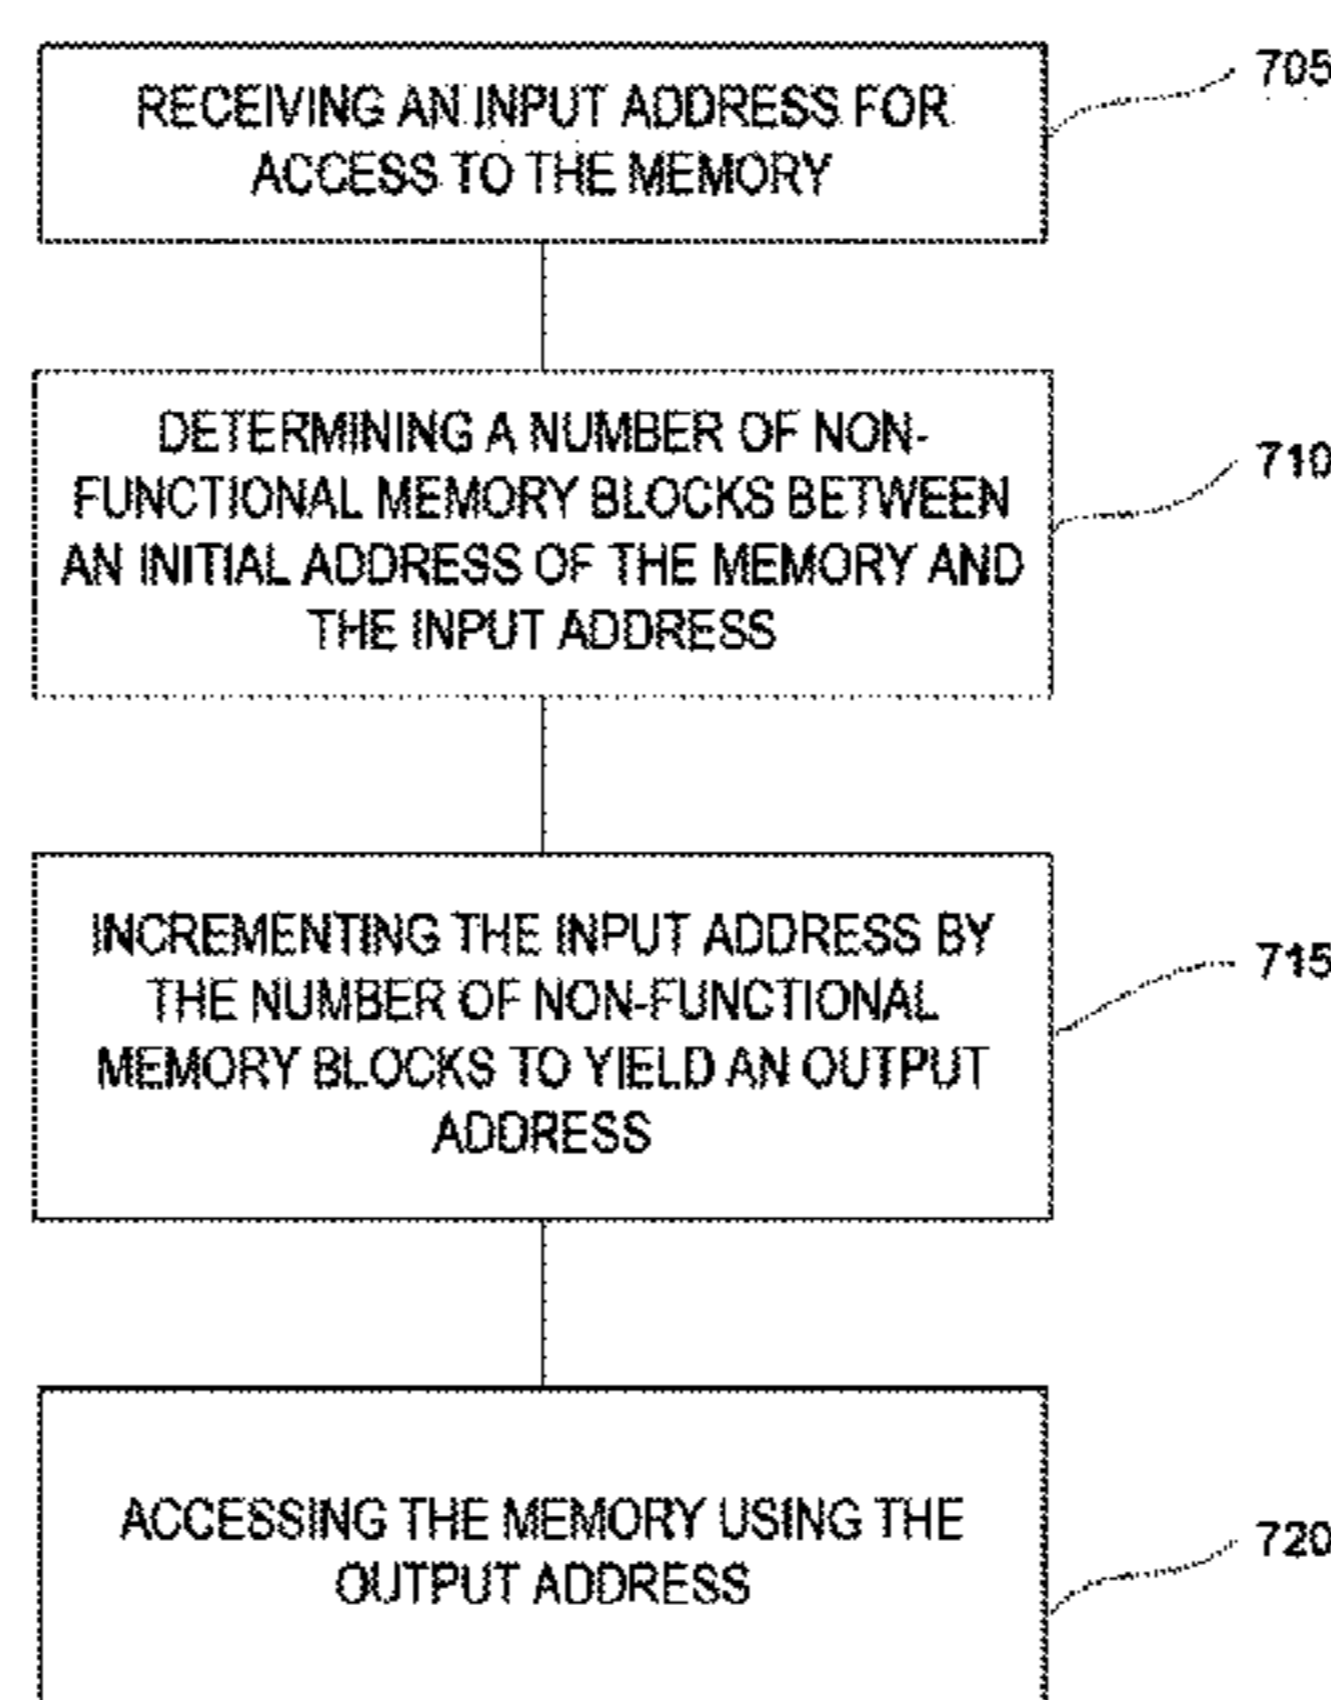 RECEIVING AN INPUT ADDRESS FOR
ACCESS TO THE MEMORY
705
DETERMINING A NUMBER OF NON-
FUNCTIONAL MEMORY BLOCKS BETWEEN
AN INITIAL ADDRESS OF THE MEMORY AND
THE INPUT ADDRESS
710
INCREMENTING THE INPUT ADDRESS BY
THE NUMBER OF NON-FUNCTIONAL
MEMORY BLOCKS TO YIELD AN OUTPUT
ADDRESS
715
ACCESSING THE MEMORY USING THE
OUTPUT ADDRESS
720